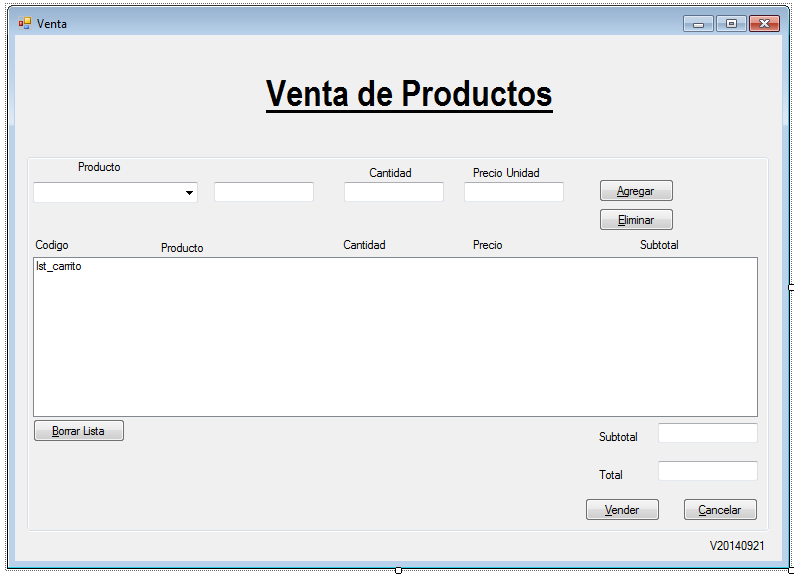 Venta
Venta de Productos
Producto
Cantidad
Precio Unidad
Agregar
Eliminar
Codigo
Producto
Cantidad
Precio
Subtotal
lst_carrito
Borrar Lista
Subtotal
Total
Vender
Cancelar
V20140921